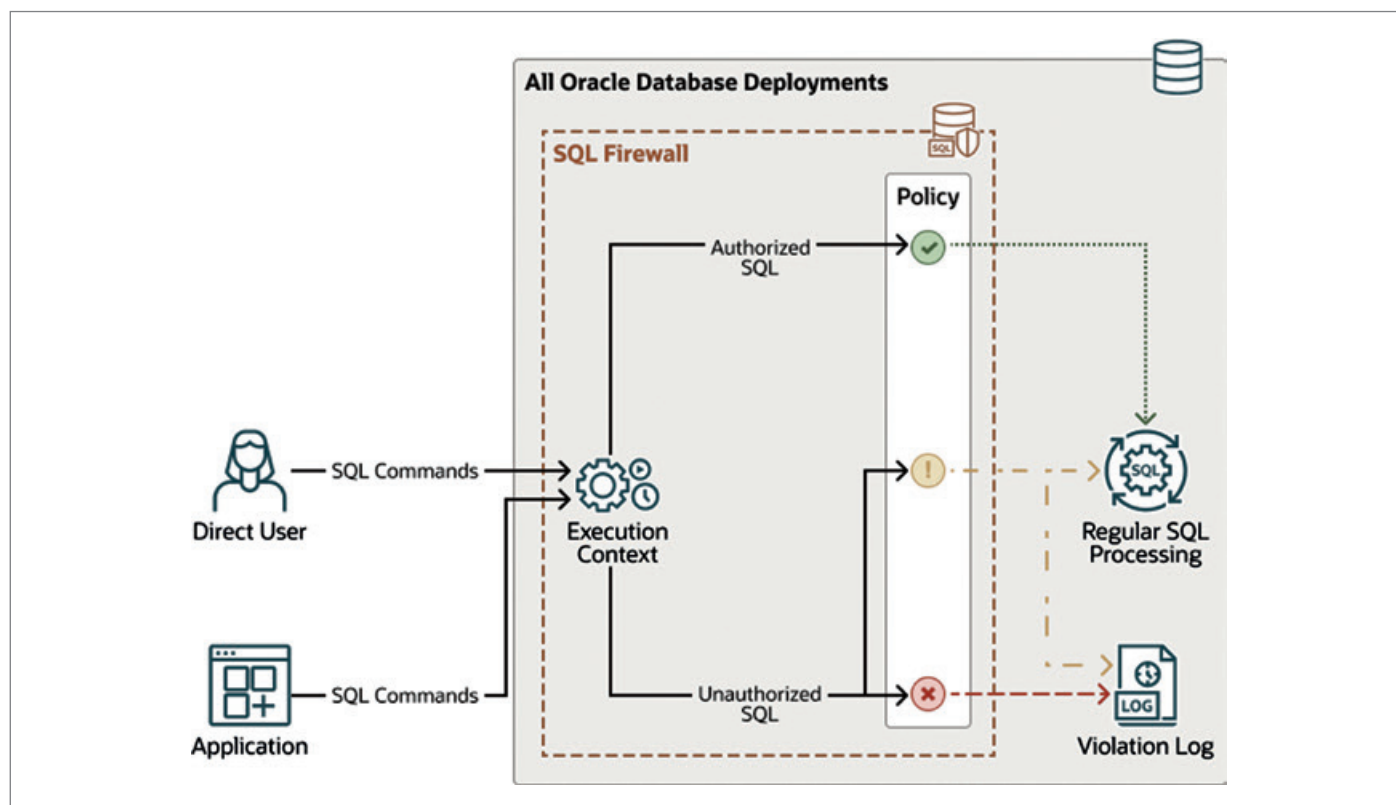 All Oracle Database Deployments
SQL
SQL Firewall
Policy
Authorized
SQL
SQL Commands
SQL
Direct User
Execution
Context
Regular SQL
Processing
SQL Commands
Unauthorized
SQL
LOG
Application
Violation Log